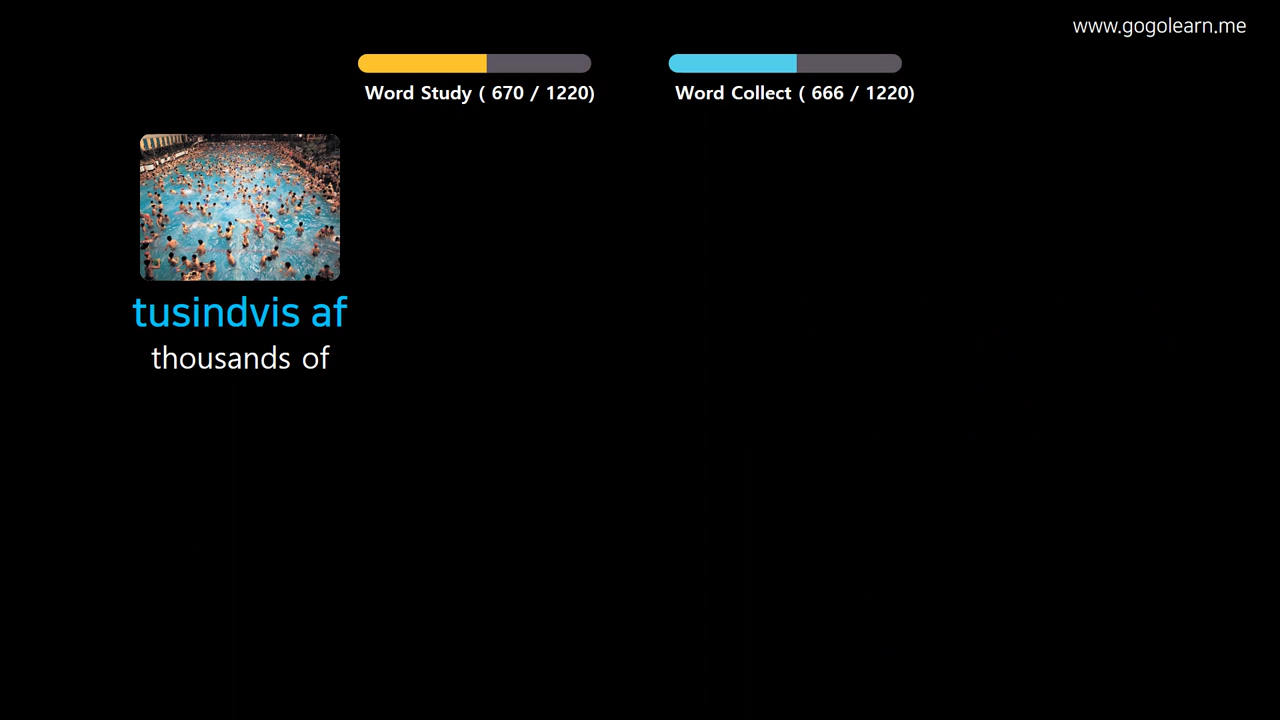 www.gogolearn.me
Word Study ( 670 / 1220)
Word Collect ( 666 / 1220)
tusindvis af
thousands of